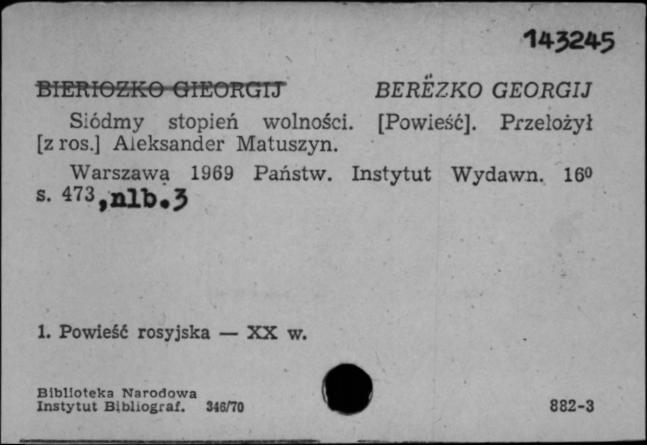 143245
BIERIOZKO GIEORGIJ BERËZKO GEORGIJ
Siódmy stopień wolności. [Powieść]. Przełożył
[z ros.] Aleksander Matuszyn.
Warszawa 1969 Państw. Instytut Wydawn. 16⁰
s. 473, nlb. 3
1. Powieść rosyjska — XX w.
Biblioteka Narodowa
Instytut Bibliograf. 346/70 882-3